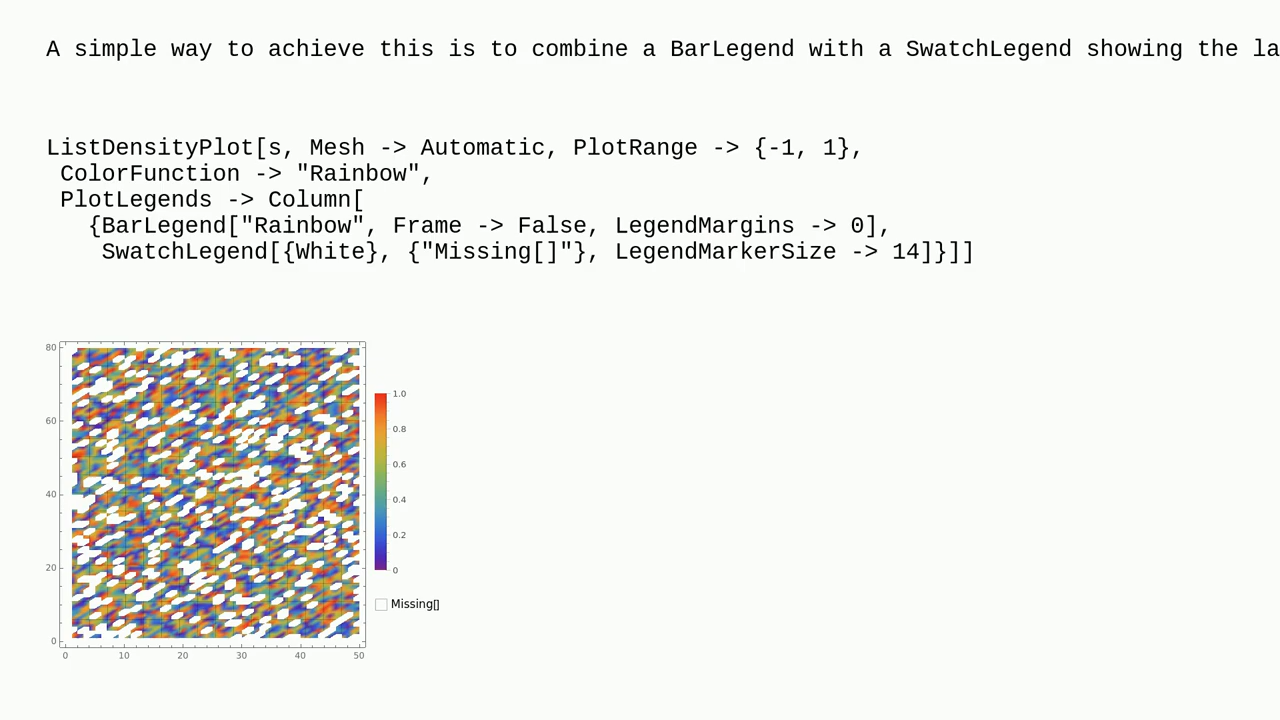 A simple way to achieve this is to combine a BarLegend with a SwatchLegend showing the la
ListDensityPlot[s, Mesh -> Automatic, PlotRange -> {-1, 1},
ColorFunction -> "Rainbow",
PlotLegends -> Column[
{BarLegend["Rainbow", Frame -> False, LegendMargins -> 0],
SwatchLegend[{White}, {"Missing[]"}, LegendMarkerSize -> 14]}]]
80
60
40
20
0
0 10 20 30 40 50
1.0
0.8
0.6
0.4
0.2
0
Missing[]